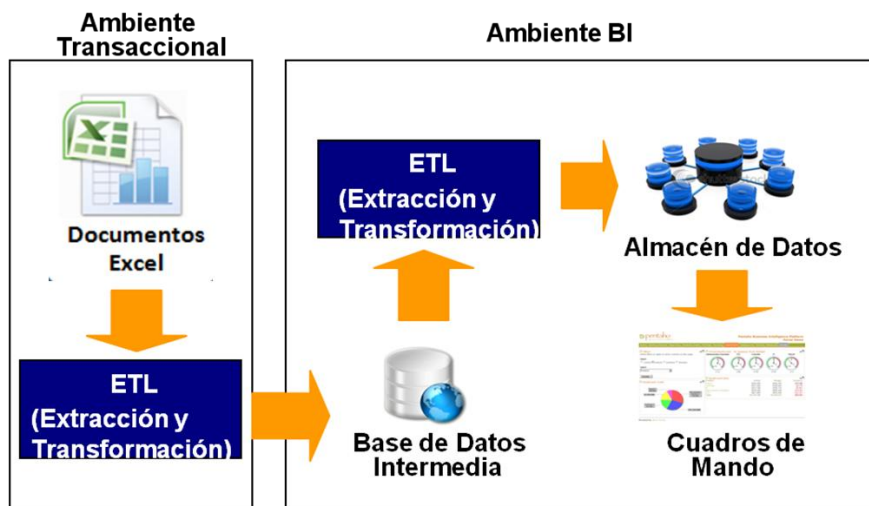 Ambiente
Transaccional
Ambiente BI
Documentos
Excel
ETL
(Extracción y
Transformación)
ETL
(Extracción y
Transformación)
Base de Datos
Intermedia
Almacén de Datos
Cuadros de
Mando